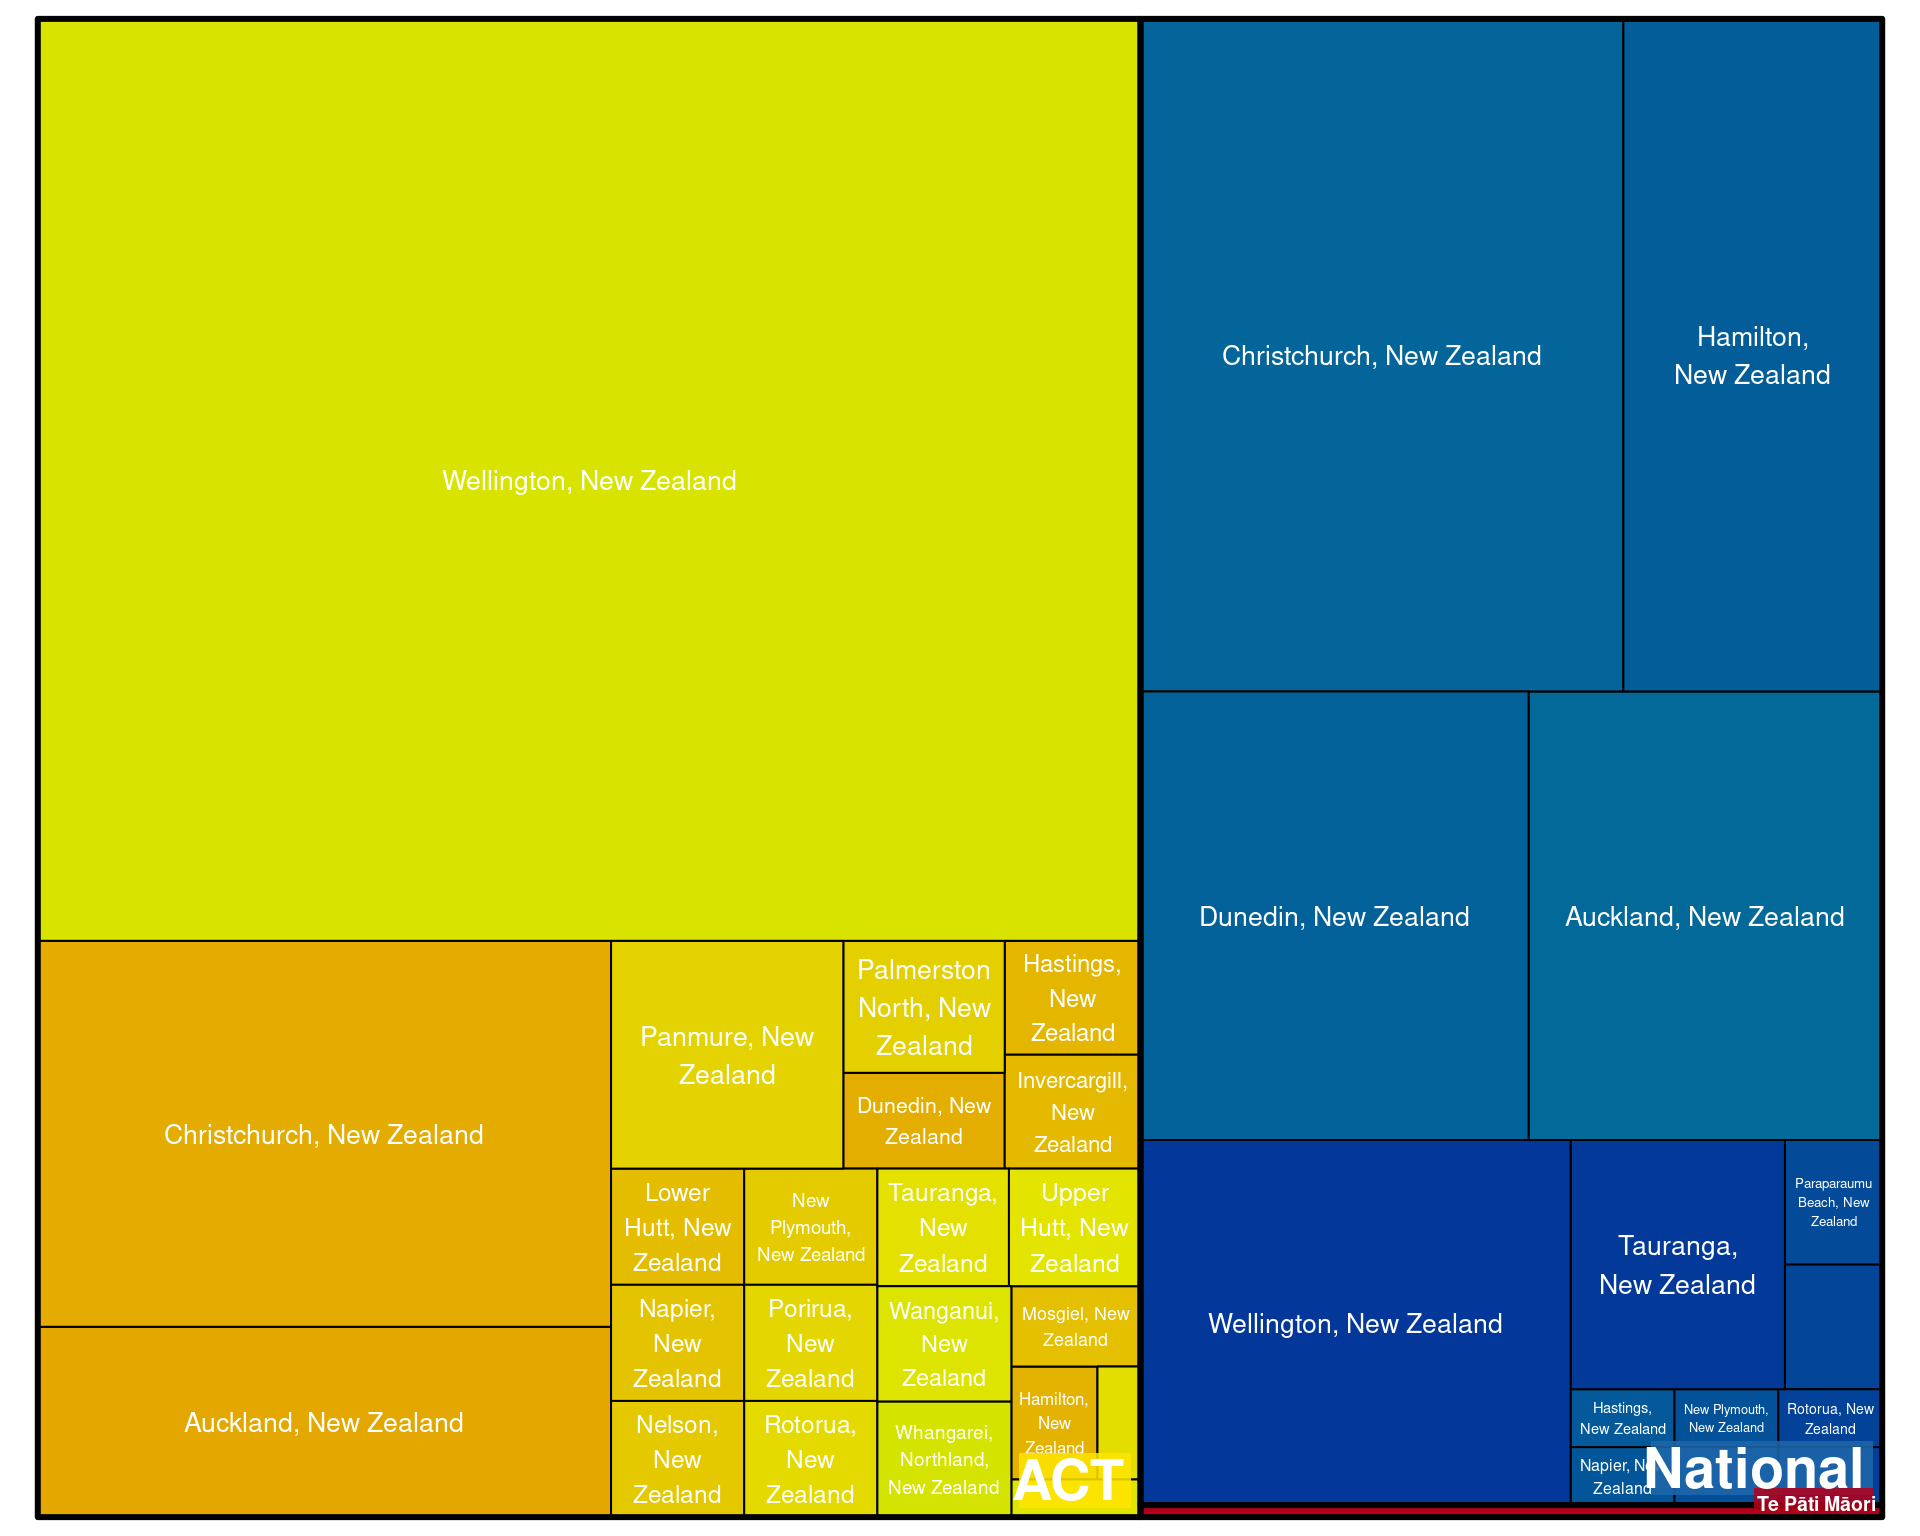 Wellington, New Zealand
Christchurch, New Zealand
Auckland, New Zealand
Panmure, New
Zealand
Palmerston
North, New
Zealand
Dunedin, New
Zealand
Hastings,
New
Zealand
Invercargill,
New
Zealand
Lower
Hutt, New
Zealand
New
Plymouth,
New Zealand
Tauranga,
New
Zealand
Upper
Hutt, New
Zealand
Napier,
New
Zealand
Porirua,
New
Zealand
Wanganui,
New
Zealand
Mosgiel, New
Zealand
Nelson,
New
Zealand
Rotorua,
New
Zealand
Whangarei,
Northland,
New Zealand
Hamilton,
New
Zealand
ACT
Christchurch, New Zealand
Hamilton,
New Zealand
Dunedin, New Zealand
Auckland, New Zealand
Wellington, New Zealand
Tauranga,
New Zealand
Paraparaumu
Beach, New
Zealand
Hastings,
New Zealand
New Plymouth,
New Zealand
Rotorua, New
Zealand
Napier, New
Zealand
National
Te Pāti Māori